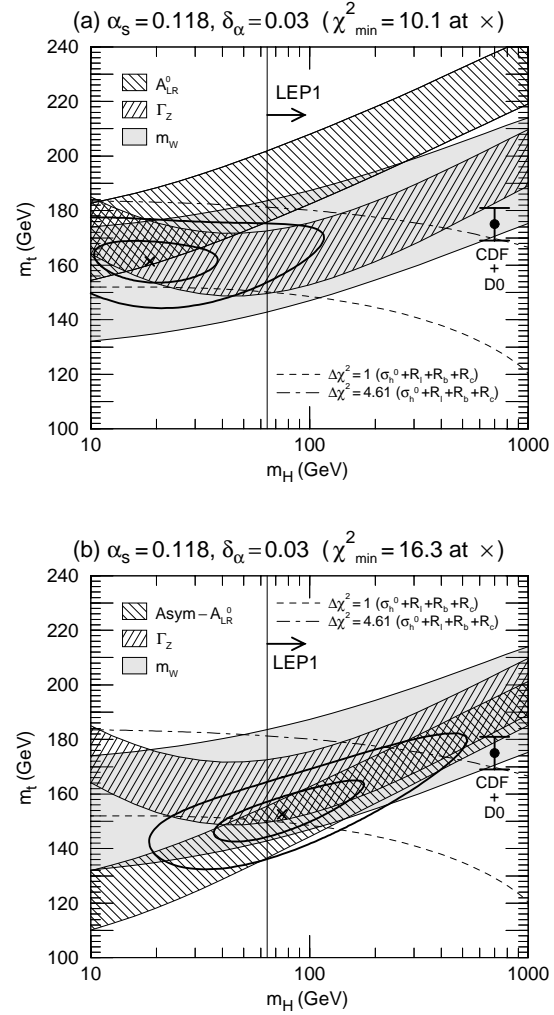 (a) αs = 0.118, δα = 0.03 (χ²min = 10.1 at ×)
240
220
200
180
160
140
120
100
mt (GeV)
A⁰LR
ΓZ
mW
LEP1
CDF
+
D0
Δχ² = 1 (σh⁰ + Rl + Rb + Rc)
Δχ² = 4.61 (σh⁰ + Rl + Rb + Rc)
10 100 1000
mH (GeV)
(b) αs = 0.118, δα = 0.03 (χ²min = 16.3 at ×)
240
220
200
180
160
140
120
100
mt (GeV)
Asym − A⁰LR
ΓZ
mW
Δχ² = 1 (σh⁰ + Rl + Rb + Rc)
Δχ² = 4.61 (σh⁰ + Rl + Rb + Rc)
LEP1
CDF
+
D0
10 100 1000
mH (GeV)